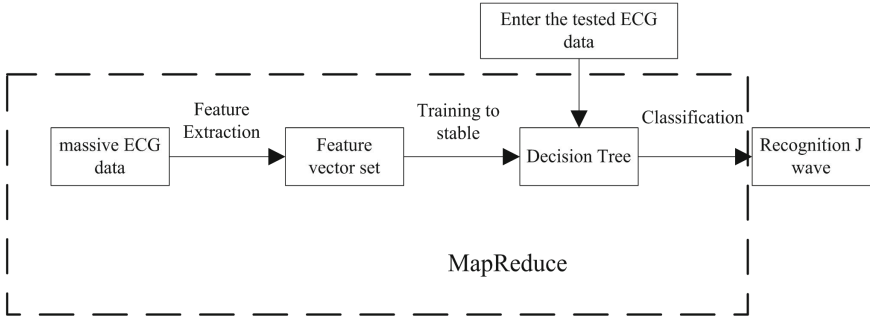 Enter the tested ECG
data
Feature
Extraction
Training to
stable
Classification
massive ECG
data
Feature
vector set
Decision Tree
Recognition J
wave
MapReduce